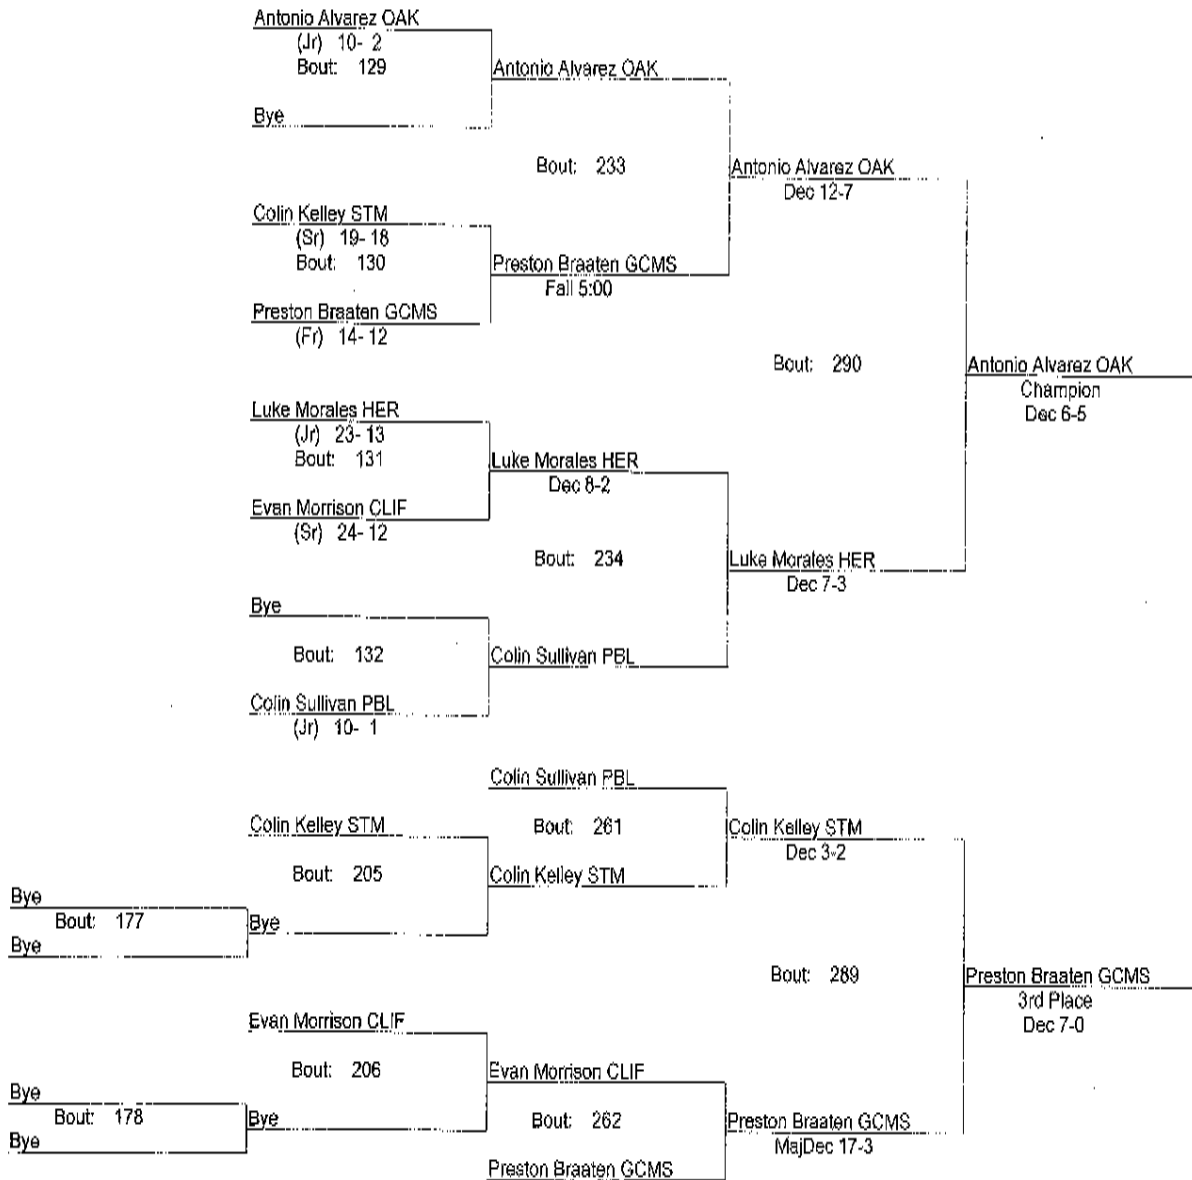 Antonio Alvarez OAK
(Jr) 10- 2
Bout: 129
Antonio Alvarez OAK
Bye
Bout: 233
Antonio Alvarez OAK
Dec 12-7
Colin Kelley STM
(Sr) 19- 18
Bout: 130
Preston Braaten GCMS
Fall 5:00
Preston Braaten GCMS
(Fr) 14- 12
Bout: 290
Antonio Alvarez OAK
Champion
Dec 6-5
Luke Morales HER
(Jr) 23- 13
Bout: 131
Luke Morales HER
Dec 8-2
Evan Morrison CLIF
(Sr) 24- 12
Bout: 234
Luke Morales HER
Dec 7-3
Bye
Bout: 132
Colin Sullivan PBL
Colin Sullivan PBL
(Jr) 10- 1
Colin Sullivan PBL
Bout: 261
Colin Kelley STM
Dec 3-2
Colin Kelley STM
Bout: 205
Colin Kelley STM
Bye
Bout: 177
Bye
Bye
Bout: 289
Preston Braaten GCMS
3rd Place
Dec 7-0
Evan Morrison CLIF
Bout: 206
Evan Morrison CLIF
Bye
Bout: 178
Bye
Bye
Bout: 262
Preston Braaten GCMS
MajDec 17-3
Preston Braaten GCMS